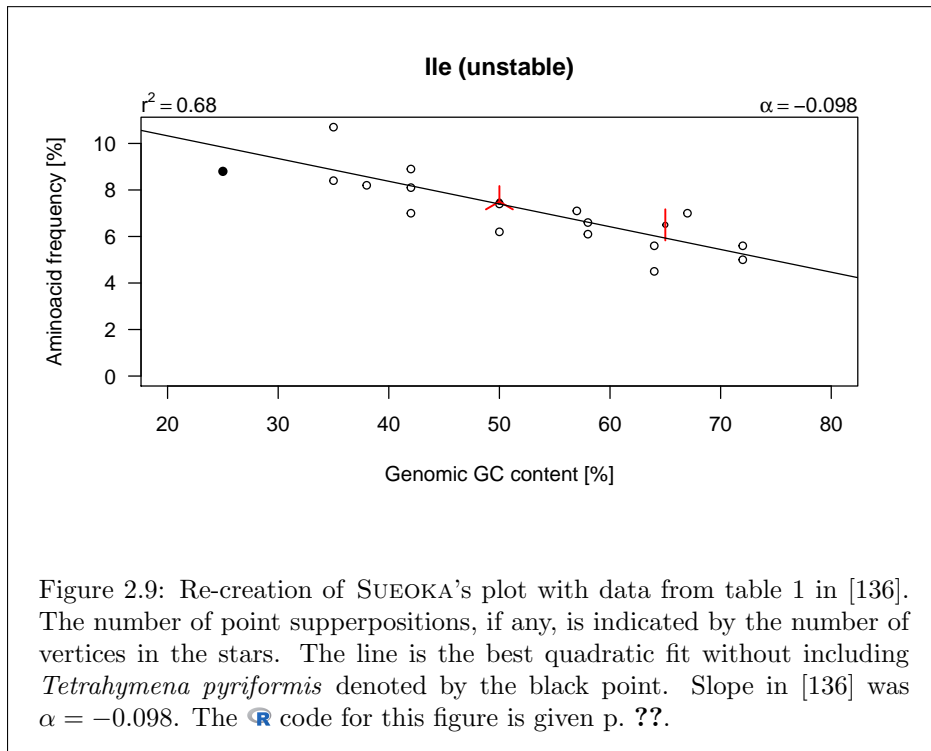 Ile (unstable)
r² = 0.68
α = −0.098
Aminoacid frequency [%]
10
8
6
4
2
0
20 30 40 50 60 70 80
Genomic GC content [%]
Figure 2.9: Re-creation of SUEOKA's plot with data from table 1 in [136].
The number of point supperpositions, if any, is indicated by the number of
vertices in the stars. The line is the best quadratic fit without including
Tetrahymena pyriformis denoted by the black point. Slope in [136] was
α = −0.098. The R code for this figure is given p. ??.